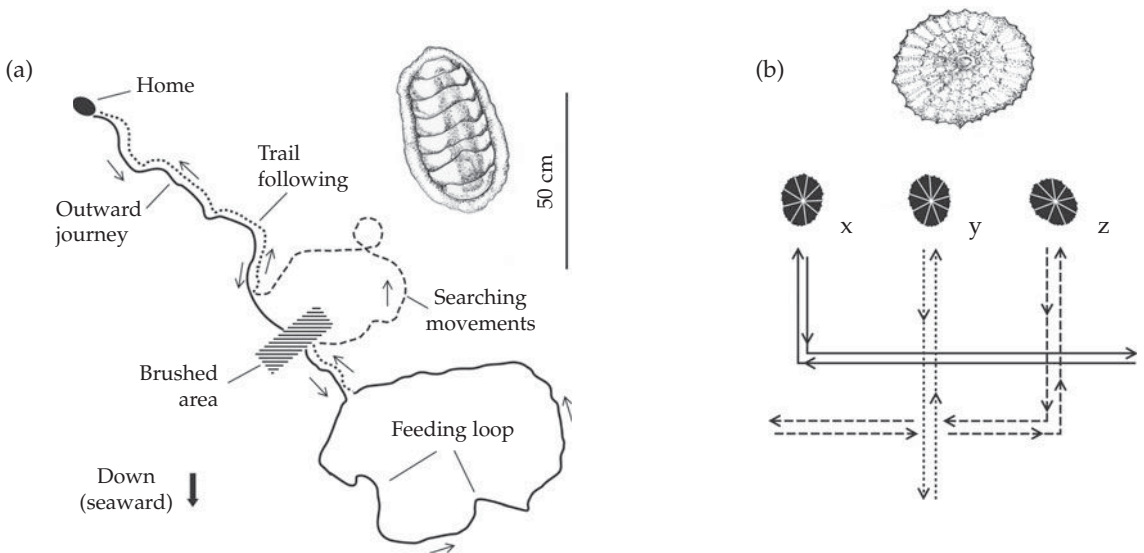 (a)
Home
Trail
following
Outward
journey
50 cm
Searching
movements
Brushed
area
Feeding loop
Down
(seaward)
(b)
x
y
z